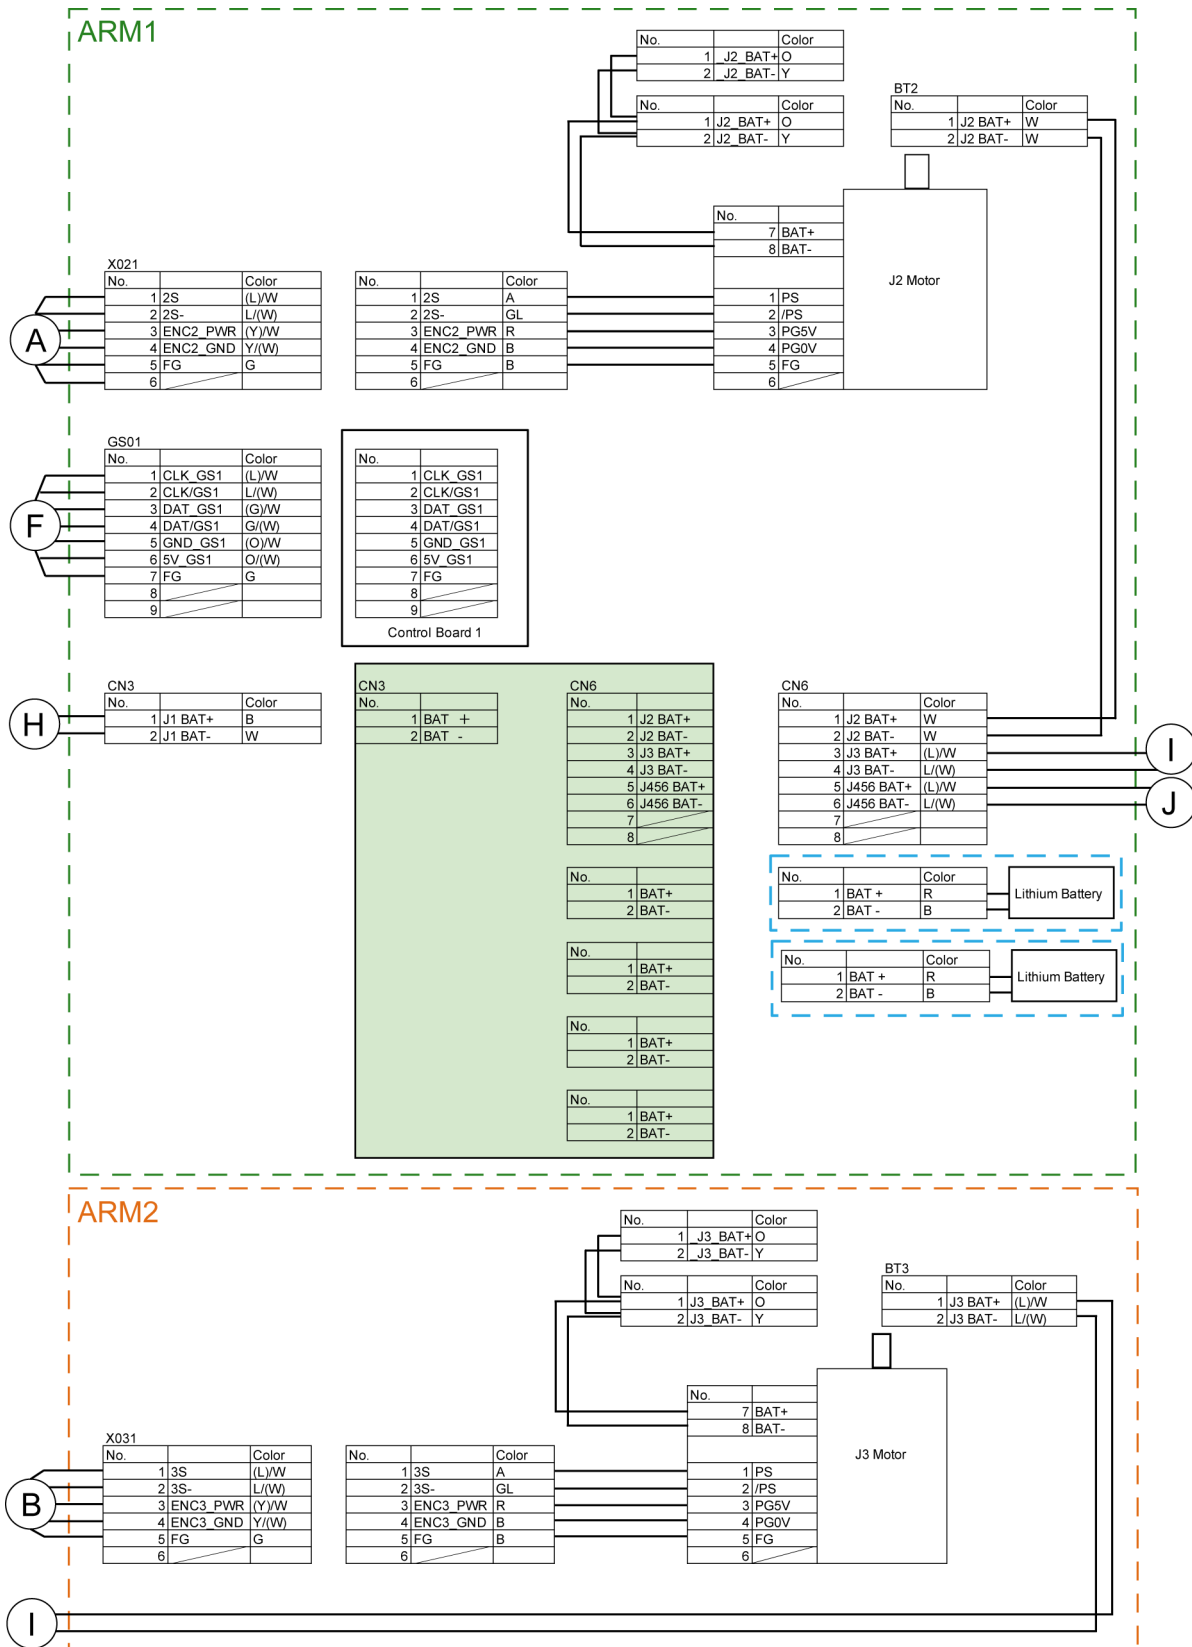 ARM1
No. Color
1 _J2_BAT+ O
2 _J2_BAT- Y
No. Color
1 J2_BAT+ O
2 J2_BAT- Y
BT2
No. Color
1 J2 BAT+ W
2 J2 BAT- W
No.
7 BAT+
8 BAT-
1 PS
2 /PS
3 PG5V
4 PG0V
5 FG
6
J2 Motor
X021
No. Color
1 2S (L)/W
2 2S- L/(W)
3 ENC2_PWR (Y)/W
4 ENC2_GND Y/(W)
5 FG G
6
A
No. Color
1 2S A
2 2S- GL
3 ENC2_PWR R
4 ENC2_GND B
5 FG B
6
GS01
No. Color
1 CLK_GS1 (L)/W
2 CLK/GS1 L/(W)
3 DAT_GS1 (G)/W
4 DAT/GS1 G/(W)
5 GND_GS1 (O)/W
6 5V_GS1 O/(W)
7 FG G
8
9
F
No.
1 CLK_GS1
2 CLK/GS1
3 DAT_GS1
4 DAT/GS1
5 GND_GS1
6 5V_GS1
7 FG
8
9
Control Board 1
H
CN3
No. Color
1 J1 BAT+ B
2 J1 BAT- W
CN3
No.
1 BAT +
2 BAT -
CN6
No.
1 J2 BAT+
2 J2 BAT-
3 J3 BAT+
4 J3 BAT-
5 J456 BAT+
6 J456 BAT-
7
8
No.
1 BAT+
2 BAT-
No.
1 BAT+
2 BAT-
No.
1 BAT+
2 BAT-
No.
1 BAT+
2 BAT-
CN6
No. Color
1 J2 BAT+ W
2 J2 BAT- W
3 J3 BAT+ (L)/W
4 J3 BAT- L/(W)
5 J456 BAT+ (L)/W
6 J456 BAT- L/(W)
7
8
I
J
No. Color
1 BAT + R
2 BAT - B
Lithium Battery
No. Color
1 BAT + R
2 BAT - B
Lithium Battery
ARM2
No. Color
1 _J3_BAT+ O
2 _J3_BAT- Y
No. Color
1 J3_BAT+ O
2 J3_BAT- Y
BT3
No. Color
1 J3 BAT+ (L)/W
2 J3 BAT- L/(W)
No.
7 BAT+
8 BAT-
1 PS
2 /PS
3 PG5V
4 PG0V
5 FG
6
J3 Motor
X031
No. Color
1 3S (L)/W
2 3S- L/(W)
3 ENC3_PWR (Y)/W
4 ENC3_GND Y/(W)
5 FG G
6
B
No. Color
1 3S A
2 3S- GL
3 ENC3_PWR R
4 ENC3_GND B
5 FG B
6
I